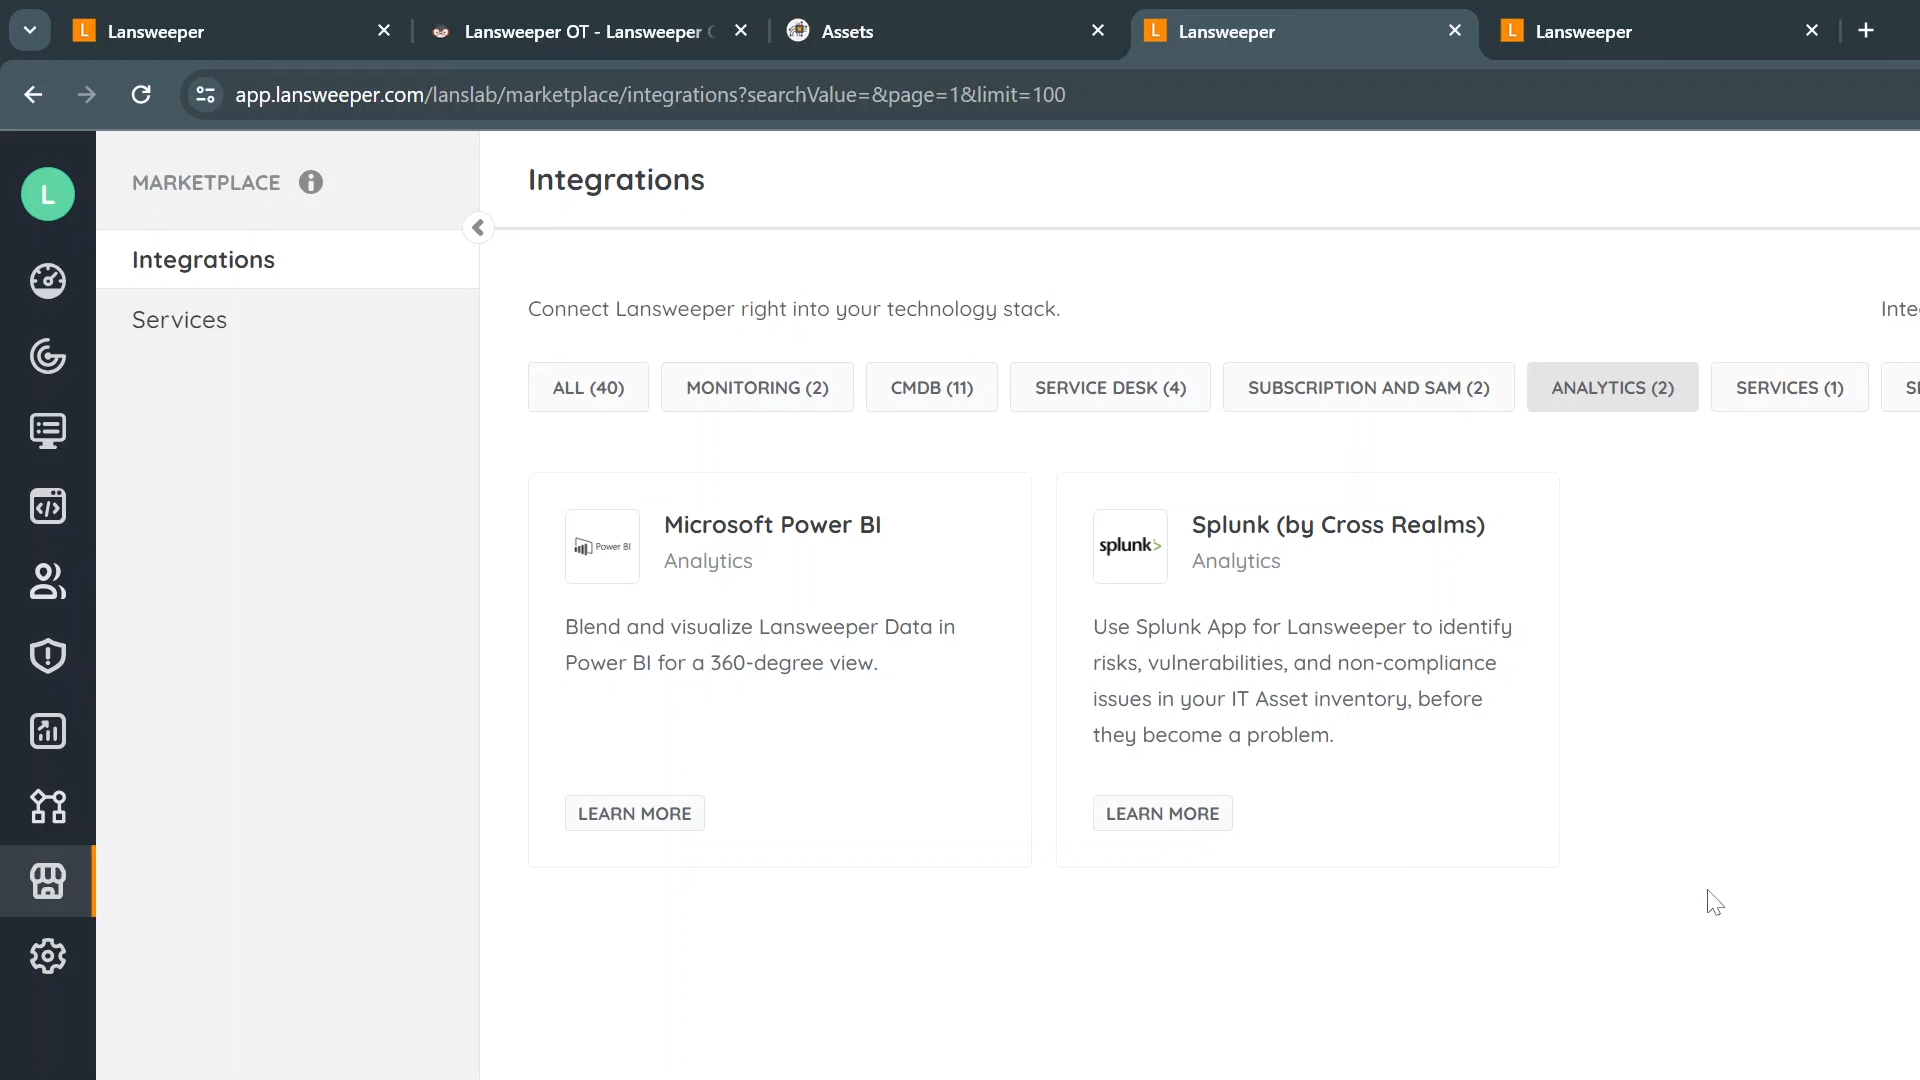 L Lansweeper
Lansweeper OT - Lansweeper
Assets
L Lansweeper
L Lansweeper
app.lansweeper.com/lanslab/marketplace/integrations?searchValue=&page=1&limit=100
L
MARKETPLACE
Integrations
Services
Integrations
Connect Lansweeper right into your technology stack.
ALL (40)
MONITORING (2)
CMDB (11)
SERVICE DESK (4)
SUBSCRIPTION AND SAM (2)
ANALYTICS (2)
SERVICES (1)
Power BI
Microsoft Power BI
Analytics
Blend and visualize Lansweeper Data in
Power BI for a 360-degree view.
LEARN MORE
splunk>
Splunk (by Cross Realms)
Analytics
Use Splunk App for Lansweeper to identify
risks, vulnerabilities, and non-compliance
issues in your IT Asset inventory, before
they become a problem.
LEARN MORE